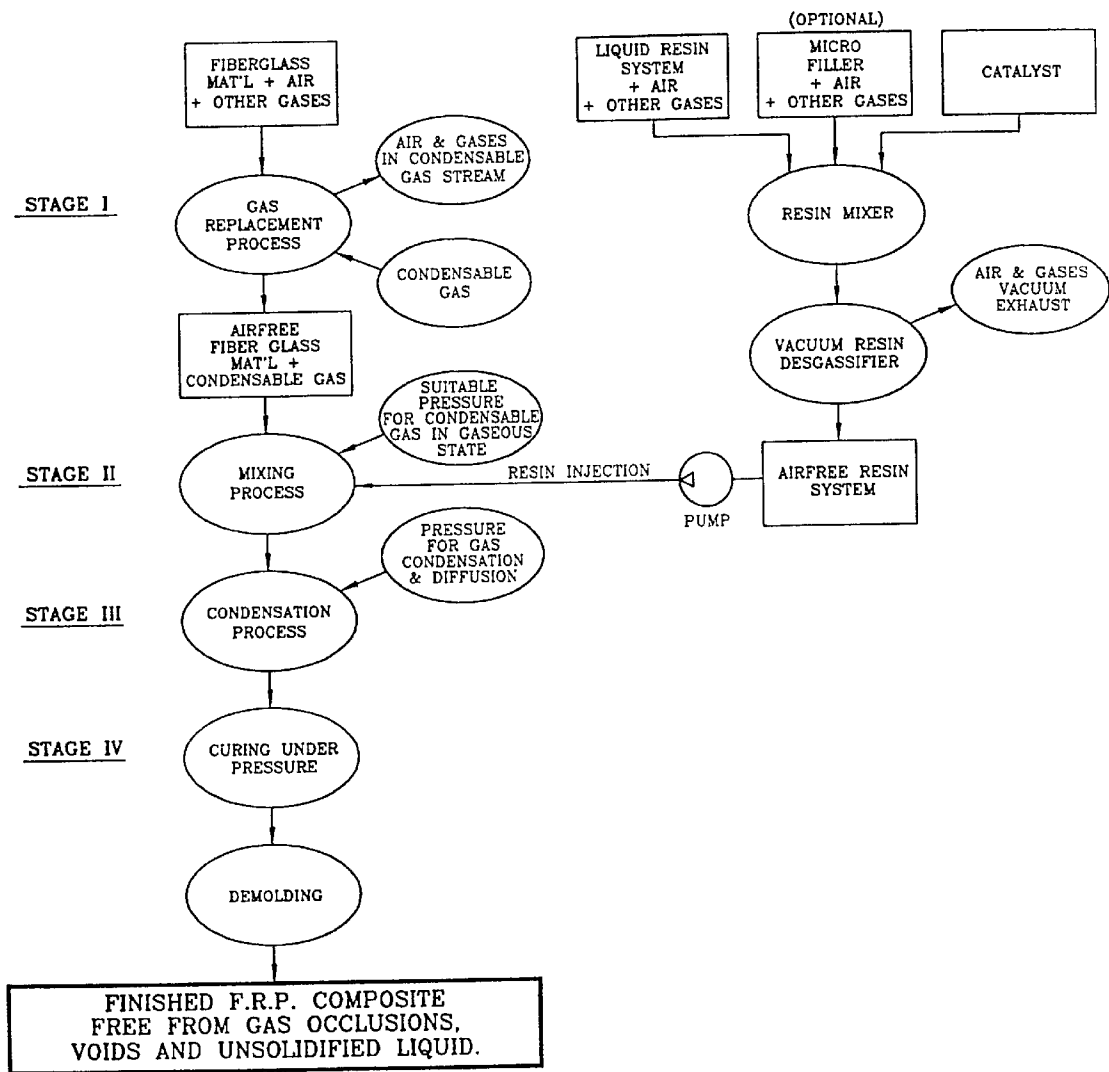 FIBERGLASS
MAT'L + AIR
+ OTHER GASES
(OPTIONAL)
LIQUID RESIN
SYSTEM
+ AIR
+ OTHER GASES
MICRO
FILLER
+ AIR
+ OTHER GASES
CATALYST
AIR & GASES
IN CONDENSABLE
GAS STREAM
STAGE I
GAS
REPLACEMENT
PROCESS
RESIN MIXER
CONDENSABLE
GAS
AIR & GASES
VACUUM
EXHAUST
AIRFREE
FIBER GLASS
MAT'L +
CONDENSABLE GAS
VACUUM RESIN
DESGASSIFIER
SUITABLE
PRESSURE
FOR CONDENSABLE
GAS IN GASEOUS
STATE
STAGE II
MIXING
PROCESS
RESIN INJECTION
PUMP
AIRFREE RESIN
SYSTEM
PRESSURE
FOR GAS
CONDENSATION
& DIFFUSION
STAGE III
CONDENSATION
PROCESS
STAGE IV
CURING UNDER
PRESSURE
DEMOLDING
FINISHED F.R.P. COMPOSITE
FREE FROM GAS OCCLUSIONS,
VOIDS AND UNSOLIDIFIED LIQUID.